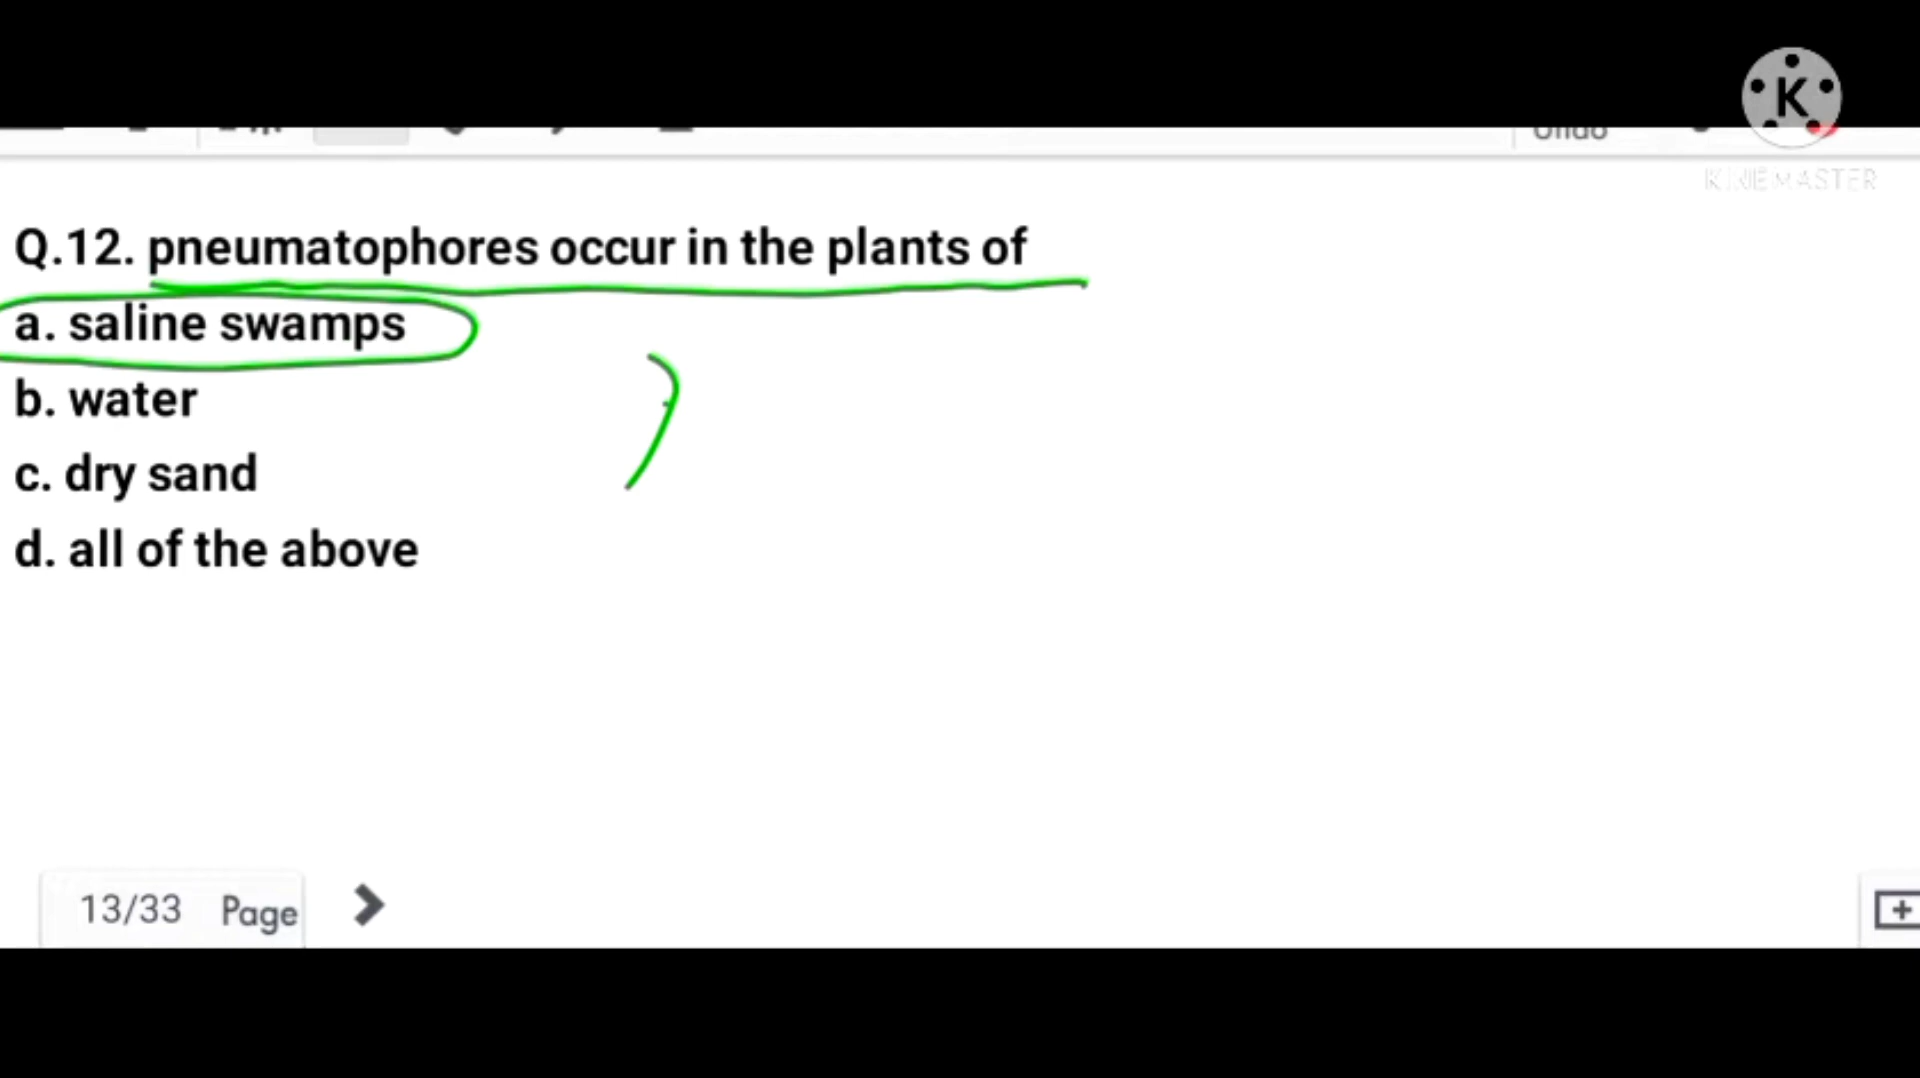 Undo
K
KINEMASTER
Q.12. pneumatophores occur in the plants of
a. saline swamps
b. water
c. dry sand
d. all of the above
13/33 Page